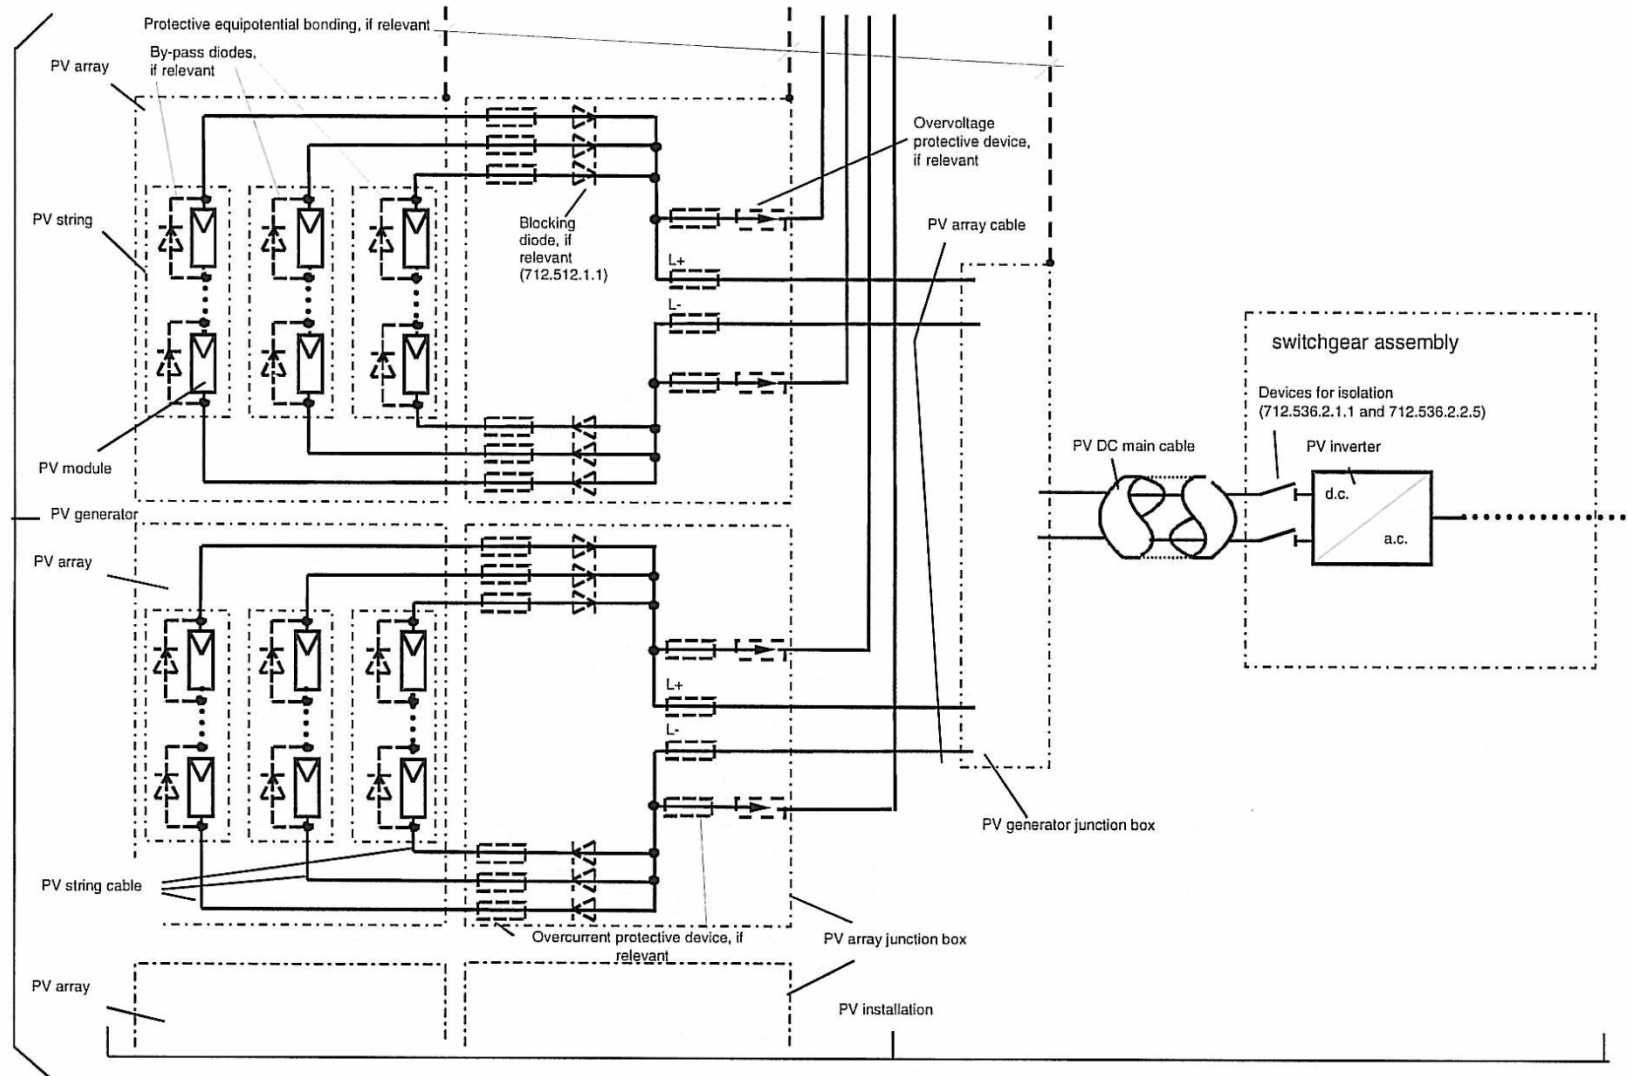 Protective equipotential bonding, if relevant
By-pass diodes,
if relevant
PV array
Overvoltage
protective device,
if relevant
PV string
Blocking
diode, if
relevant
(712.512.1.1)
PV array cable
L+
L-
switchgear assembly
Devices for isolation
(712.536.2.1.1 and 712.536.2.2.5)
PV DC main cable
PV inverter
PV module
d.c.
a.c.
PV generator
PV array
L+
L-
PV generator junction box
PV string cable
Overcurrent protective device, if
relevant
PV array junction box
PV array
PV installation